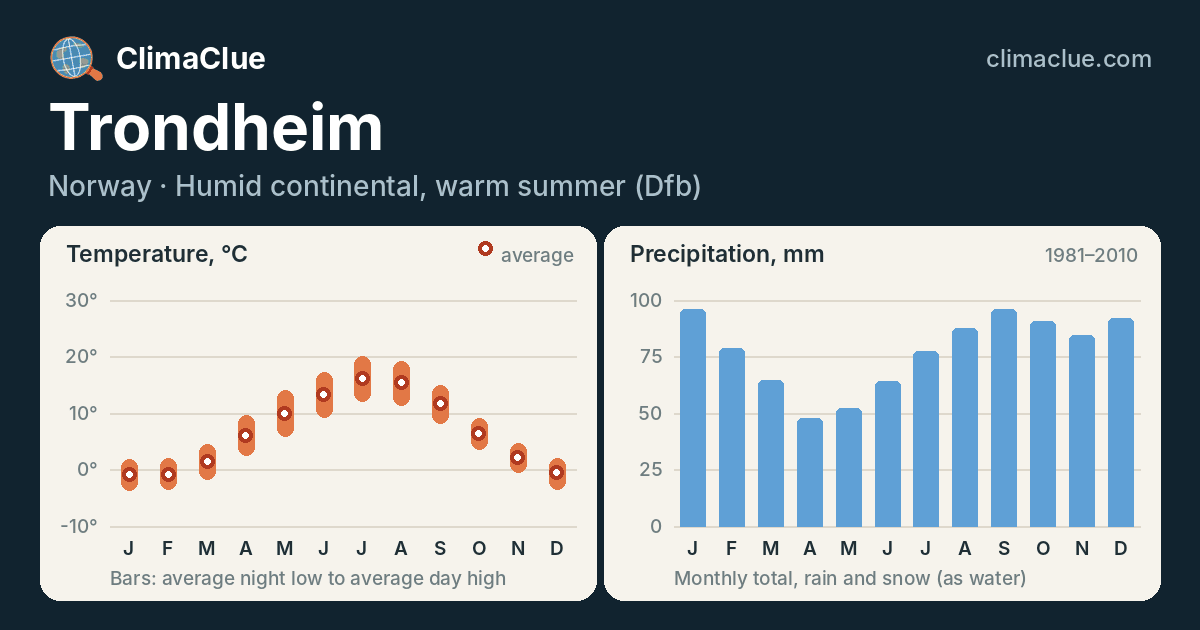 ClimaClue
climaclue.com
Trondheim
Norway · Humid continental, warm summer (Dfb)
Temperature, °C
average
30°
20°
10°
0°
-10°
J F M A M J J A S O N D
Bars: average night low to average day high
Precipitation, mm
1981–2010
100
75
50
25
0
J F M A M J J A S O N D
Monthly total, rain and snow (as water)